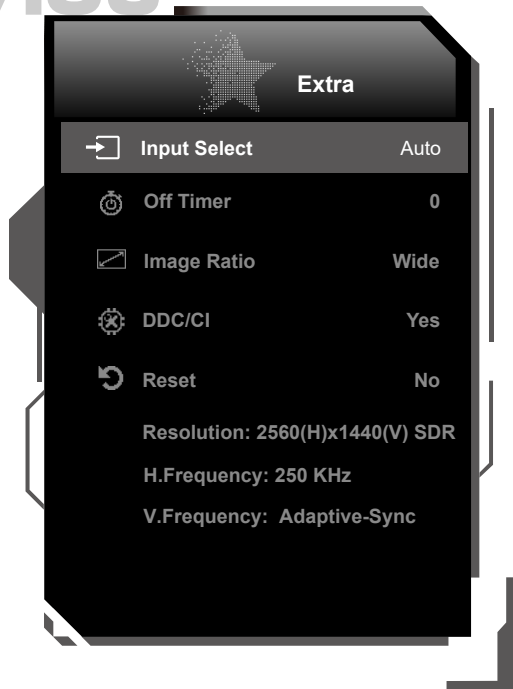 Extra
Input Select Auto
Off Timer 0
Image Ratio Wide
DDC/CI Yes
Reset No
Resolution: 2560(H)x1440(V) SDR
H.Frequency: 250 KHz
V.Frequency: Adaptive-Sync